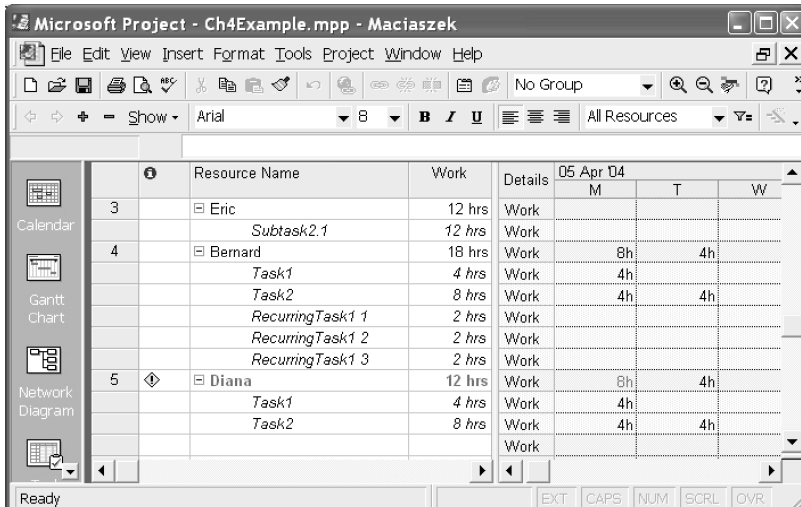 Microsoft Project - Ch4Example.mpp - Maciaszek
File Edit View Insert Format Tools Project Window Help
No Group
Show Arial 8 B I U All Resources
Resource Name Work Details 05 Apr '04
M T W
3 Eric 12 hrs Work
Subtask2.1 12 hrs Work
4 Bernard 18 hrs Work 8h 4h
Task1 4 hrs Work 4h
Task2 8 hrs Work 4h 4h
RecurringTask1 1 2 hrs Work
RecurringTask1 2 2 hrs Work
RecurringTask1 3 2 hrs Work
5 Diana 12 hrs Work 8h 4h
Task1 4 hrs Work 4h
Task2 8 hrs Work 4h 4h
Work
Calendar
Gantt
Chart
Network
Diagram
Ready EXT CAPS NUM SCRL OVR